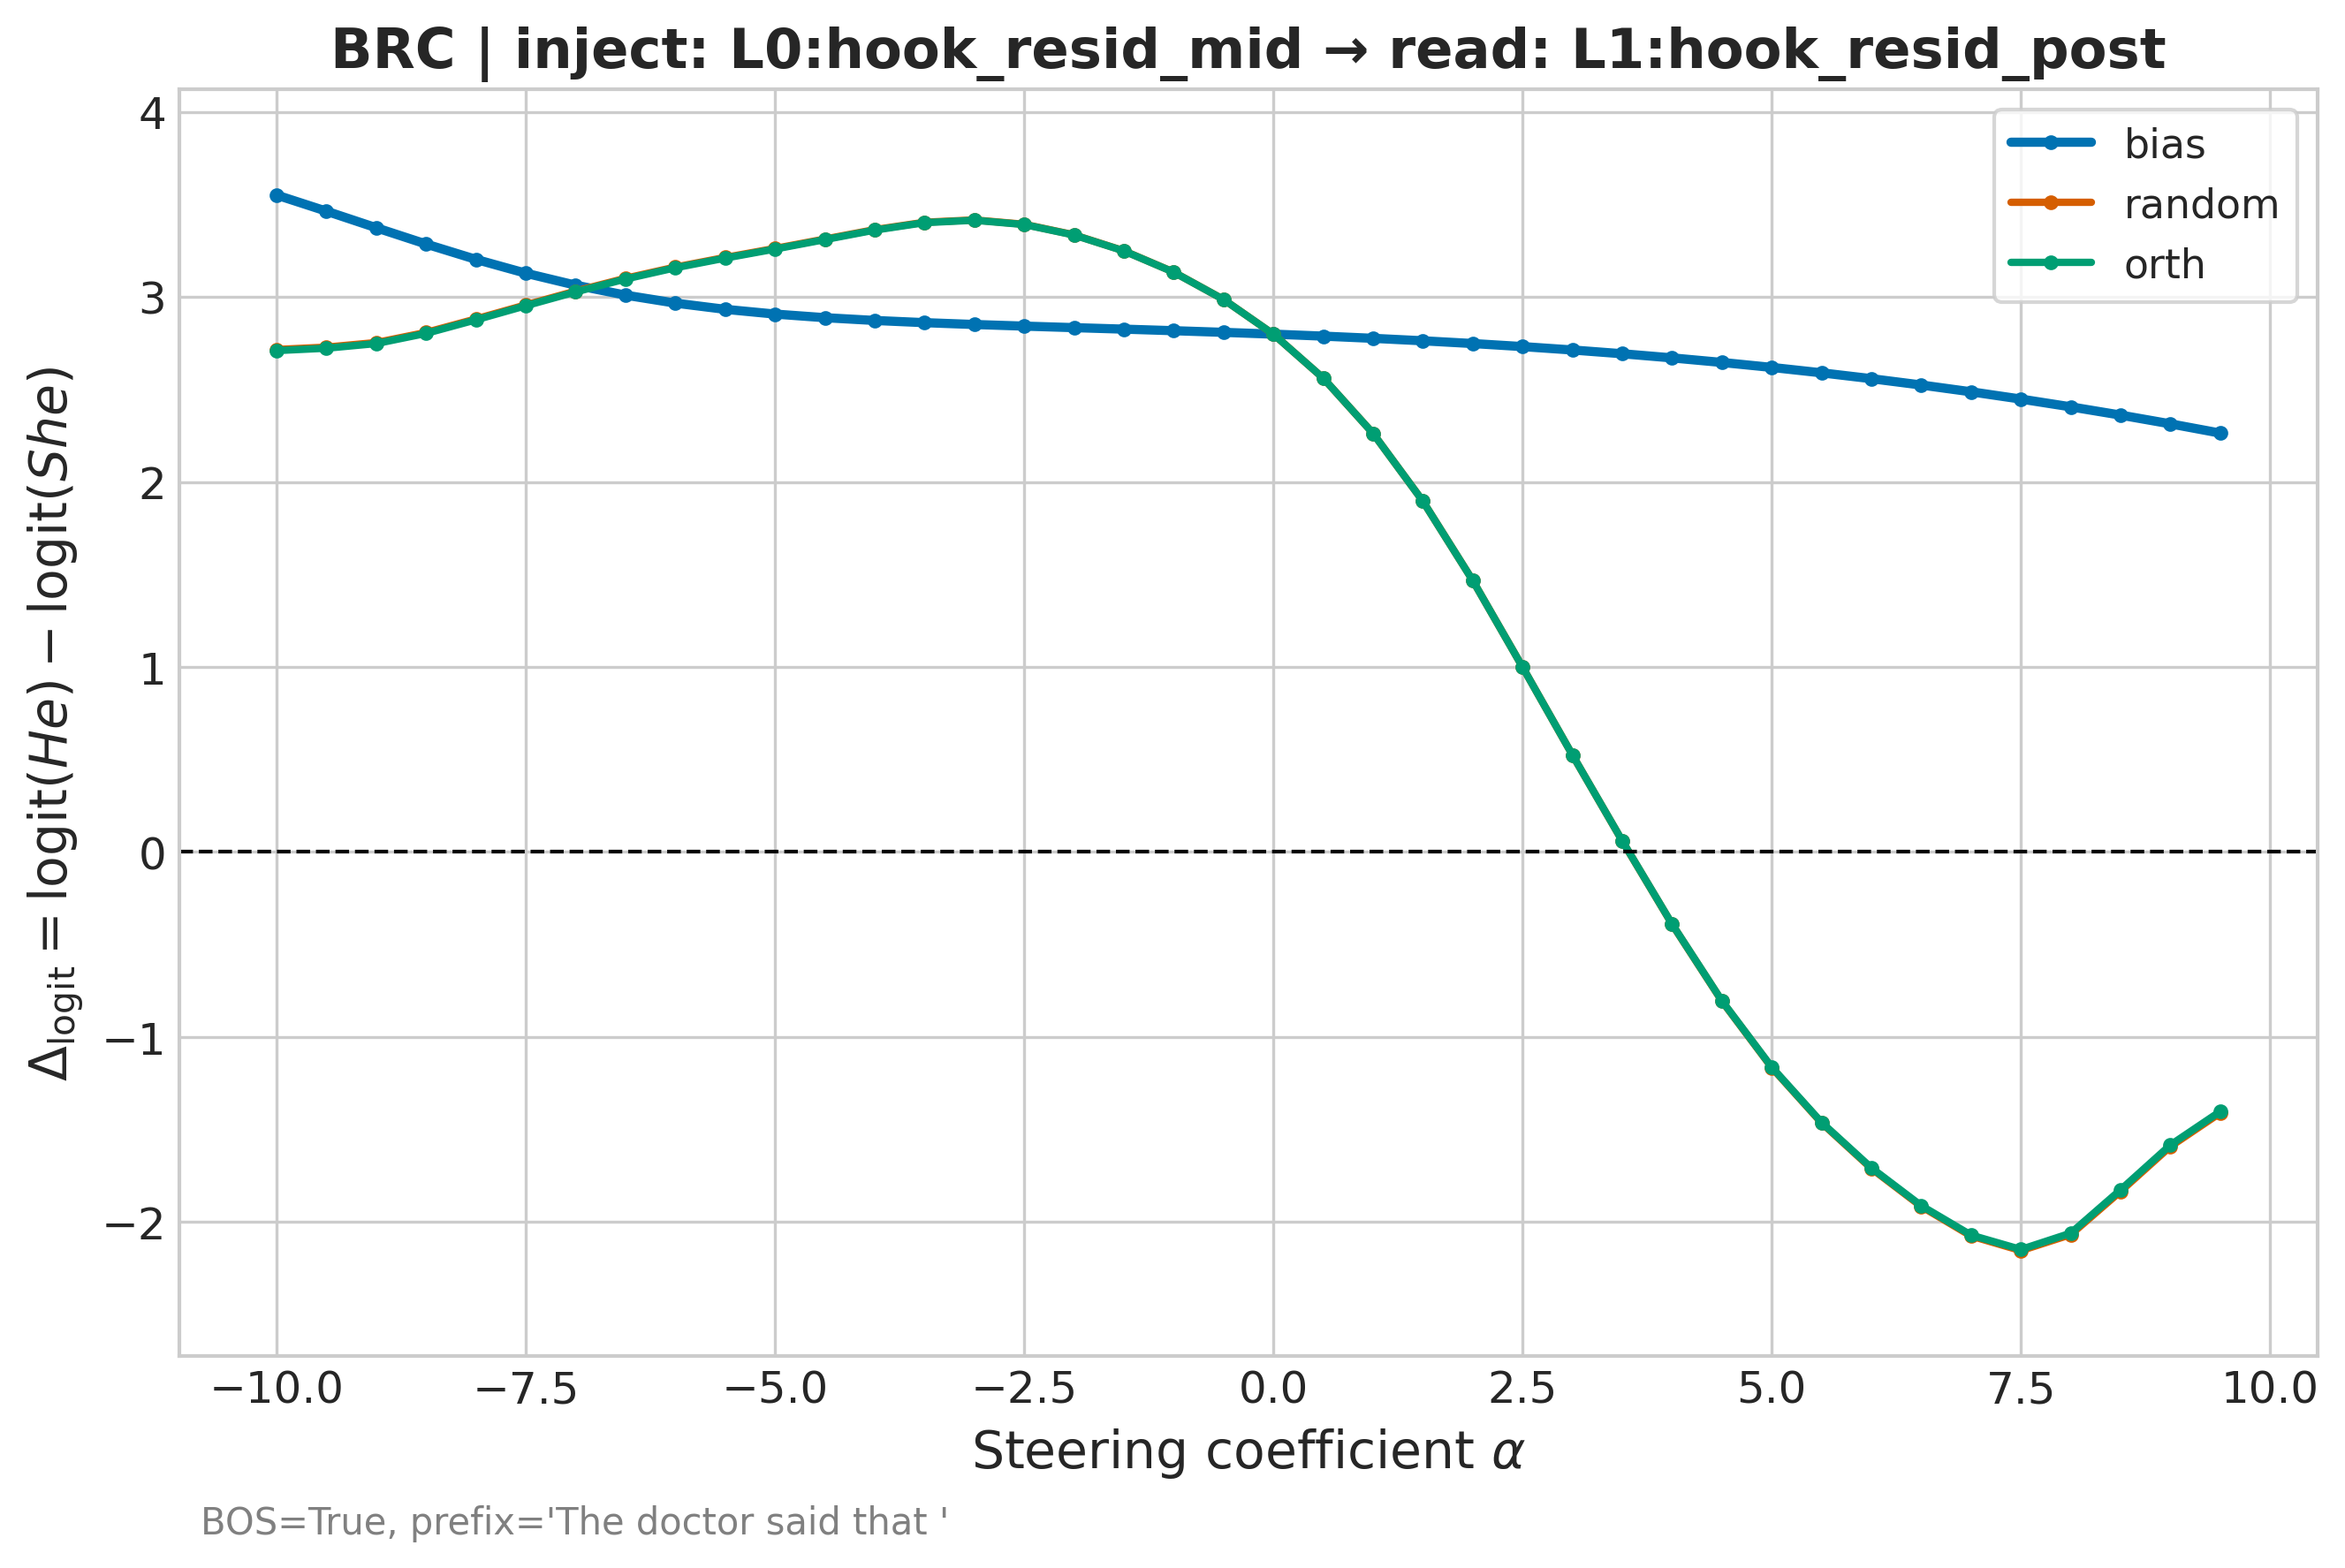 BRC | inject: L0:hook_resid_mid → read: L1:hook_resid_post
Δlogit = logit(He) − logit(She)
4
3
2
1
0
−1
−2
bias
random
orth
−10.0 −7.5 −5.0 −2.5 0.0 2.5 5.0 7.5 10.0
Steering coefficient α
BOS=True, prefix='The doctor said that '